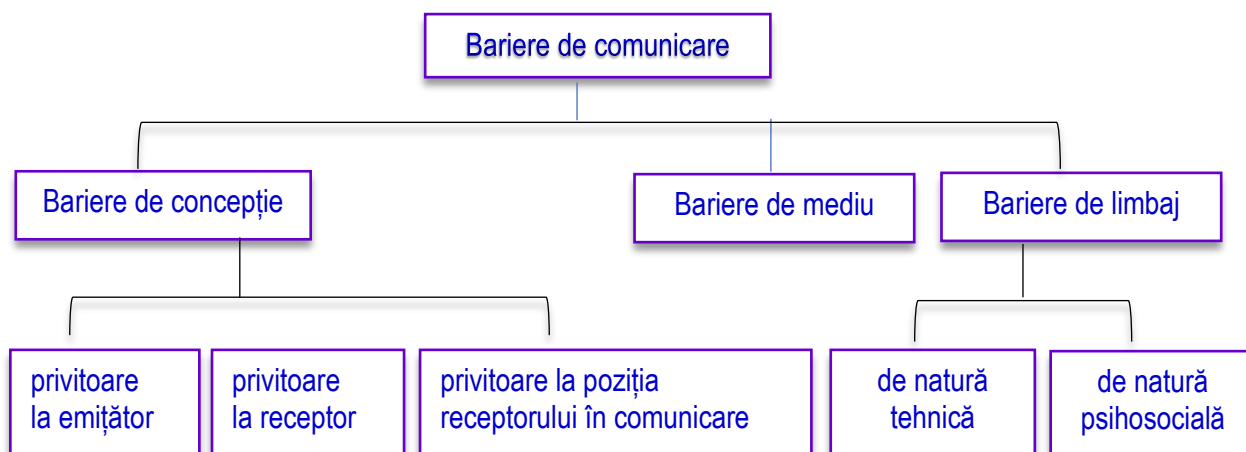 Bariere de comunicare
Bariere de concepție
Bariere de mediu
Bariere de limbaj
privitoare
la emițător
privitoare
la receptor
privitoare la poziția
receptorului în comunicare
de natură
tehnică
de natură
psihosocială